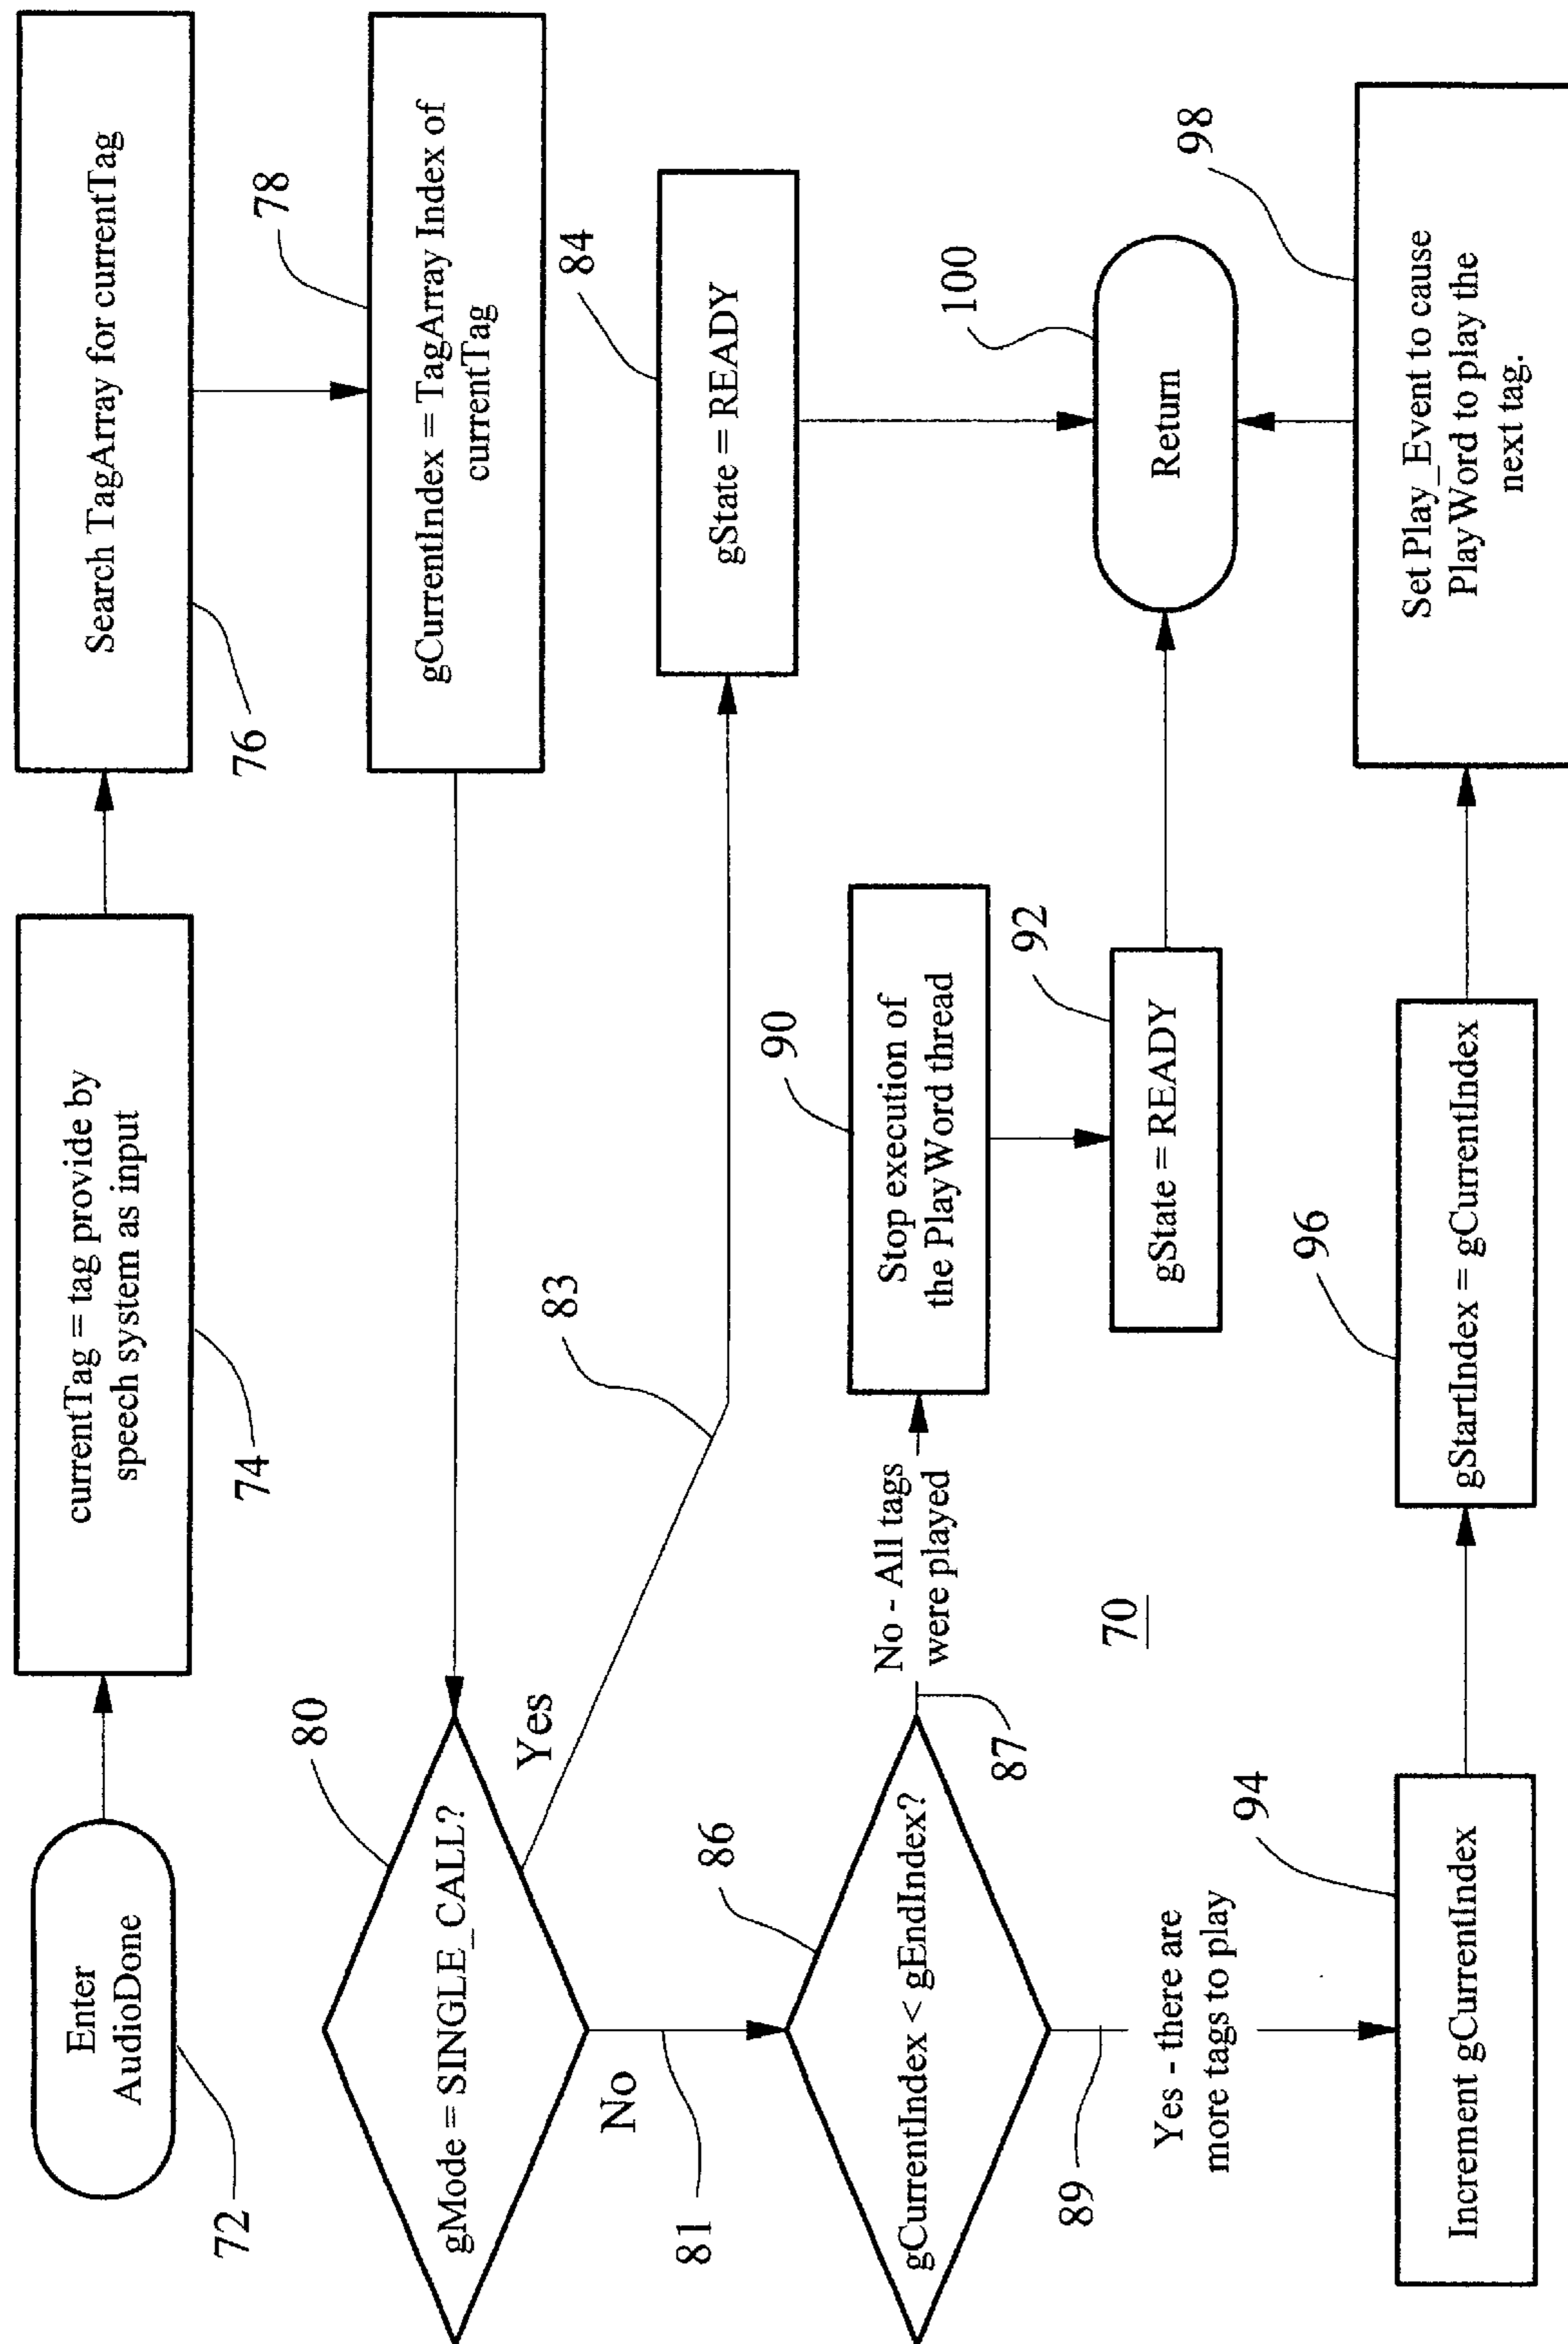 Enter
AudioDone
72
currentTag = tag provide by
speech system as input
74
Search TagArray for currentTag
76
gCurrentIndex = TagArray Index of
currentTag
78
gMode = SINGLE_CALL?
80
Yes
83
gState = READY
84
No
81
gCurrentIndex < gEndIndex?
86
No - All tags
were played
87
Stop execution of
the PlayWord thread
90
gState = READY
92
Return
100
Yes - there are
more tags to play
89
70
Increment gCurrentIndex
94
gStartIndex = gCurrentIndex
96
Set Play_Event to cause
PlayWord to play the
next tag.
98